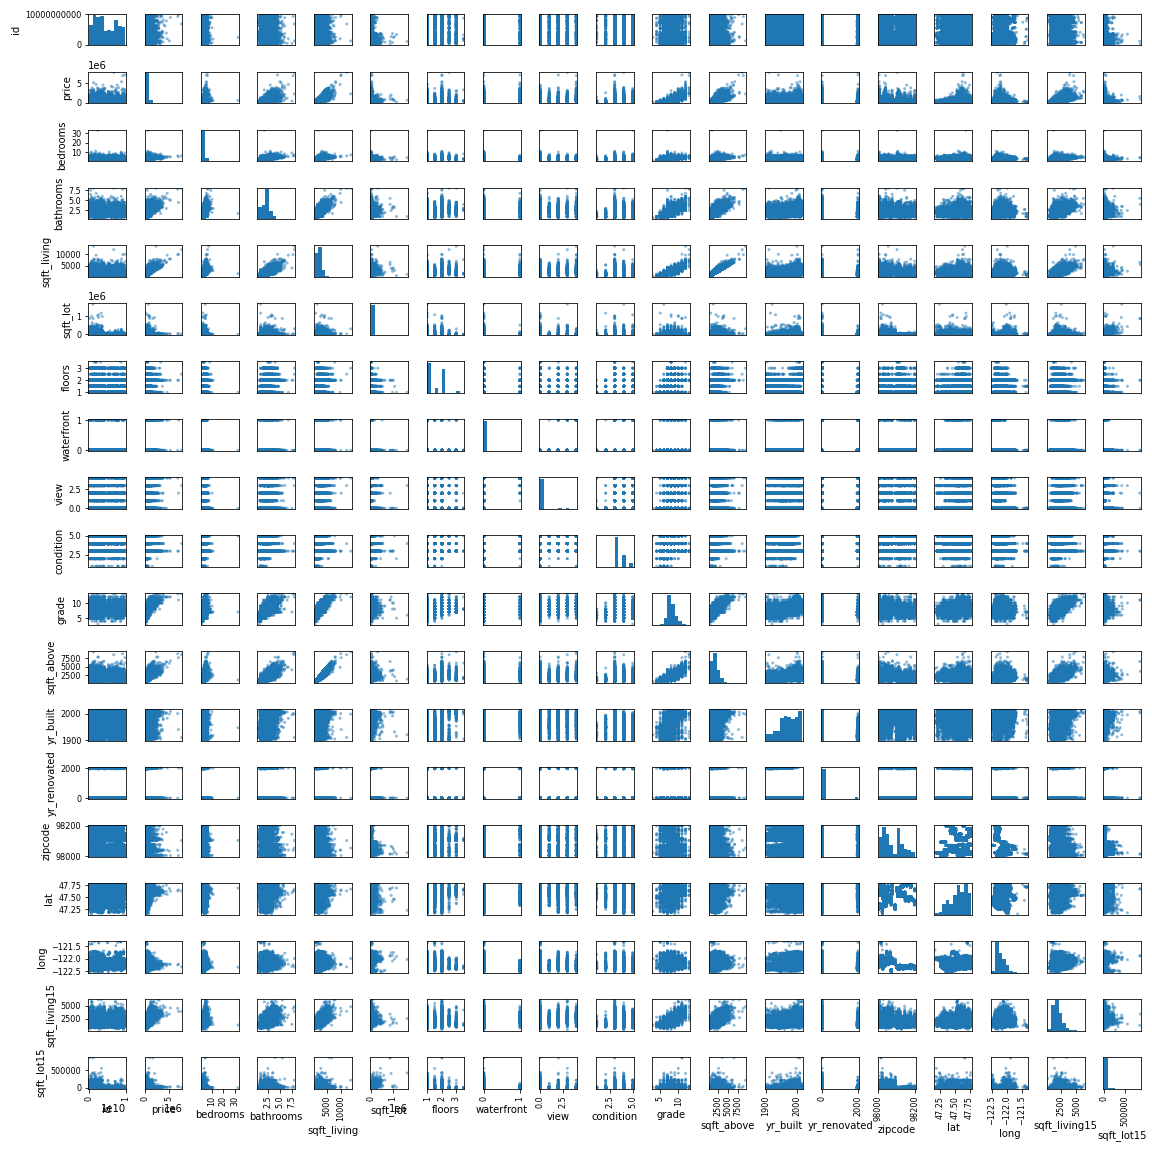 10000000000
id
0
1e6
price
5
0
bedrooms
30
20
10
bathrooms
7.5
5.0
2.5
sqft_living
10000
5000
1e6
sqft_lot
1
0
floors
3
2
1
waterfront
1
0
view
2.5
0.0
condition
5.0
2.5
grade
10
5
sqft_above
7500
5000
2500
yr_built
2000
1900
yr_renovated
2000
0
zipcode
98200
98000
lat
47.75
47.50
47.25
long
−121.5
−122.0
−122.5
sqft_living15
5000
2500
sqft_lot15
500000
0 1 0 5 10 20 30 2.5 5.0 7.5 5000 10000 0 1 1 2 3 0 1 0.0 2.5 2.5 5.0 5 10 2500 5000 7500 1900 2000 0 2000 98000 98200 47.25 47.50 47.75 −122.5 −122.0 −121.5 2500 5000 500000
id 1e10 price 1e6 bedrooms bathrooms sqft_living sqft_lot 1e6 floors waterfront view condition grade sqft_above yr_built yr_renovated zipcode lat long sqft_living15 sqft_lot15